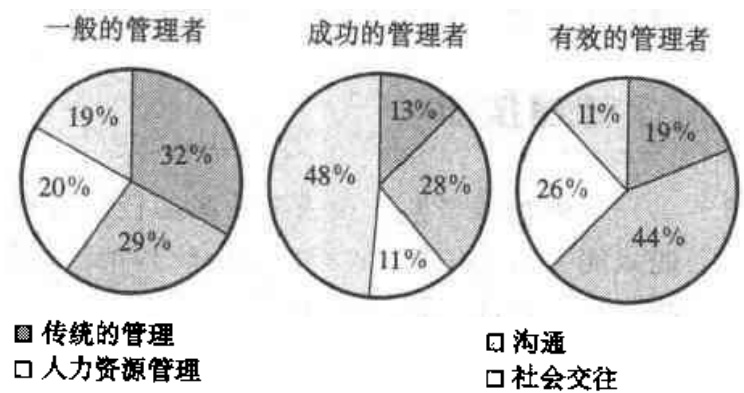 一般的管理者
成功的管理者
有效的管理者
19%
32%
20%
29%
13%
48%
28%
11%
11%
19%
26%
44%
传统的管理
沟通
人力资源管理
社会交往